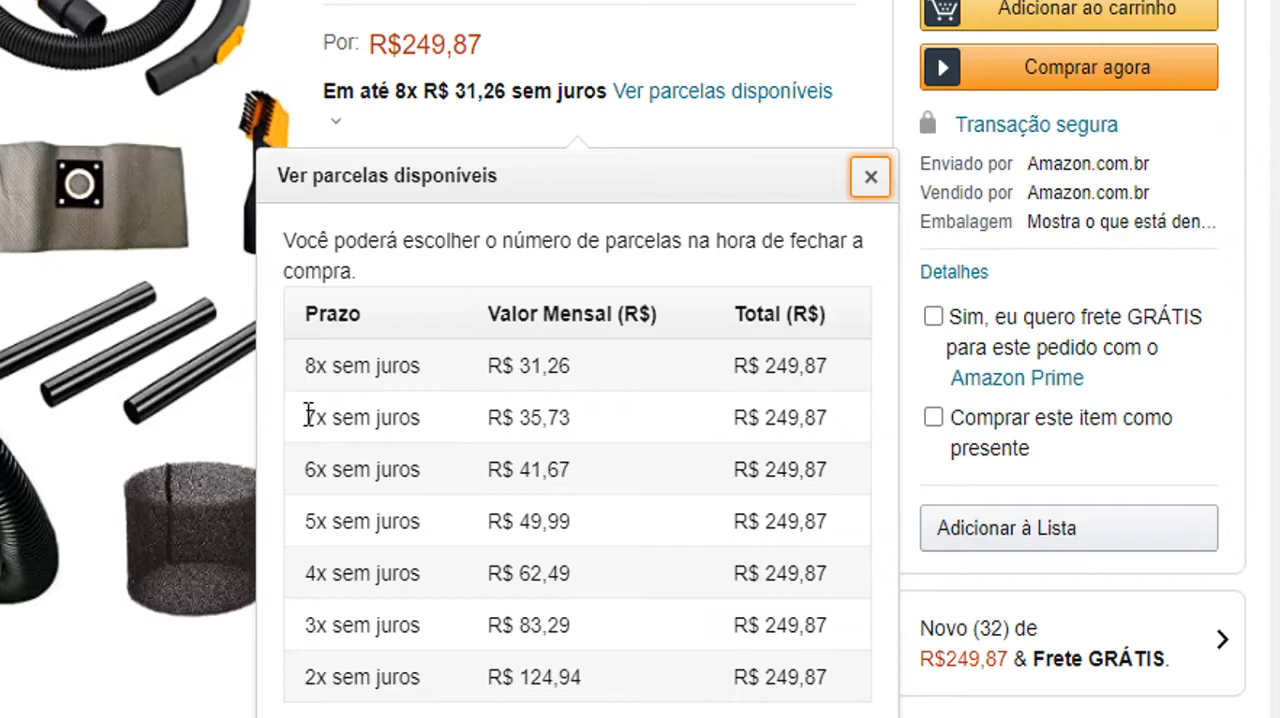 Por: R$249,87
Em até 8x R$ 31,26 sem juros Ver parcelas disponíveis
Ver parcelas disponíveis
Você poderá escolher o número de parcelas na hora de fechar a
compra.
Prazo Valor Mensal (R$) Total (R$)
8x sem juros R$ 31,26 R$ 249,87
7x sem juros R$ 35,73 R$ 249,87
6x sem juros R$ 41,67 R$ 249,87
5x sem juros R$ 49,99 R$ 249,87
4x sem juros R$ 62,49 R$ 249,87
3x sem juros R$ 83,29 R$ 249,87
2x sem juros R$ 124,94 R$ 249,87
Adicionar ao carrinho
Comprar agora
Transação segura
Enviado por Amazon.com.br
Vendido por Amazon.com.br
Embalagem Mostra o que está den...
Detalhes
Sim, eu quero frete GRÁTIS
para este pedido com o
Amazon Prime
Comprar este item como
presente
Adicionar à Lista
Novo (32) de
R$249,87 & Frete GRÁTIS.